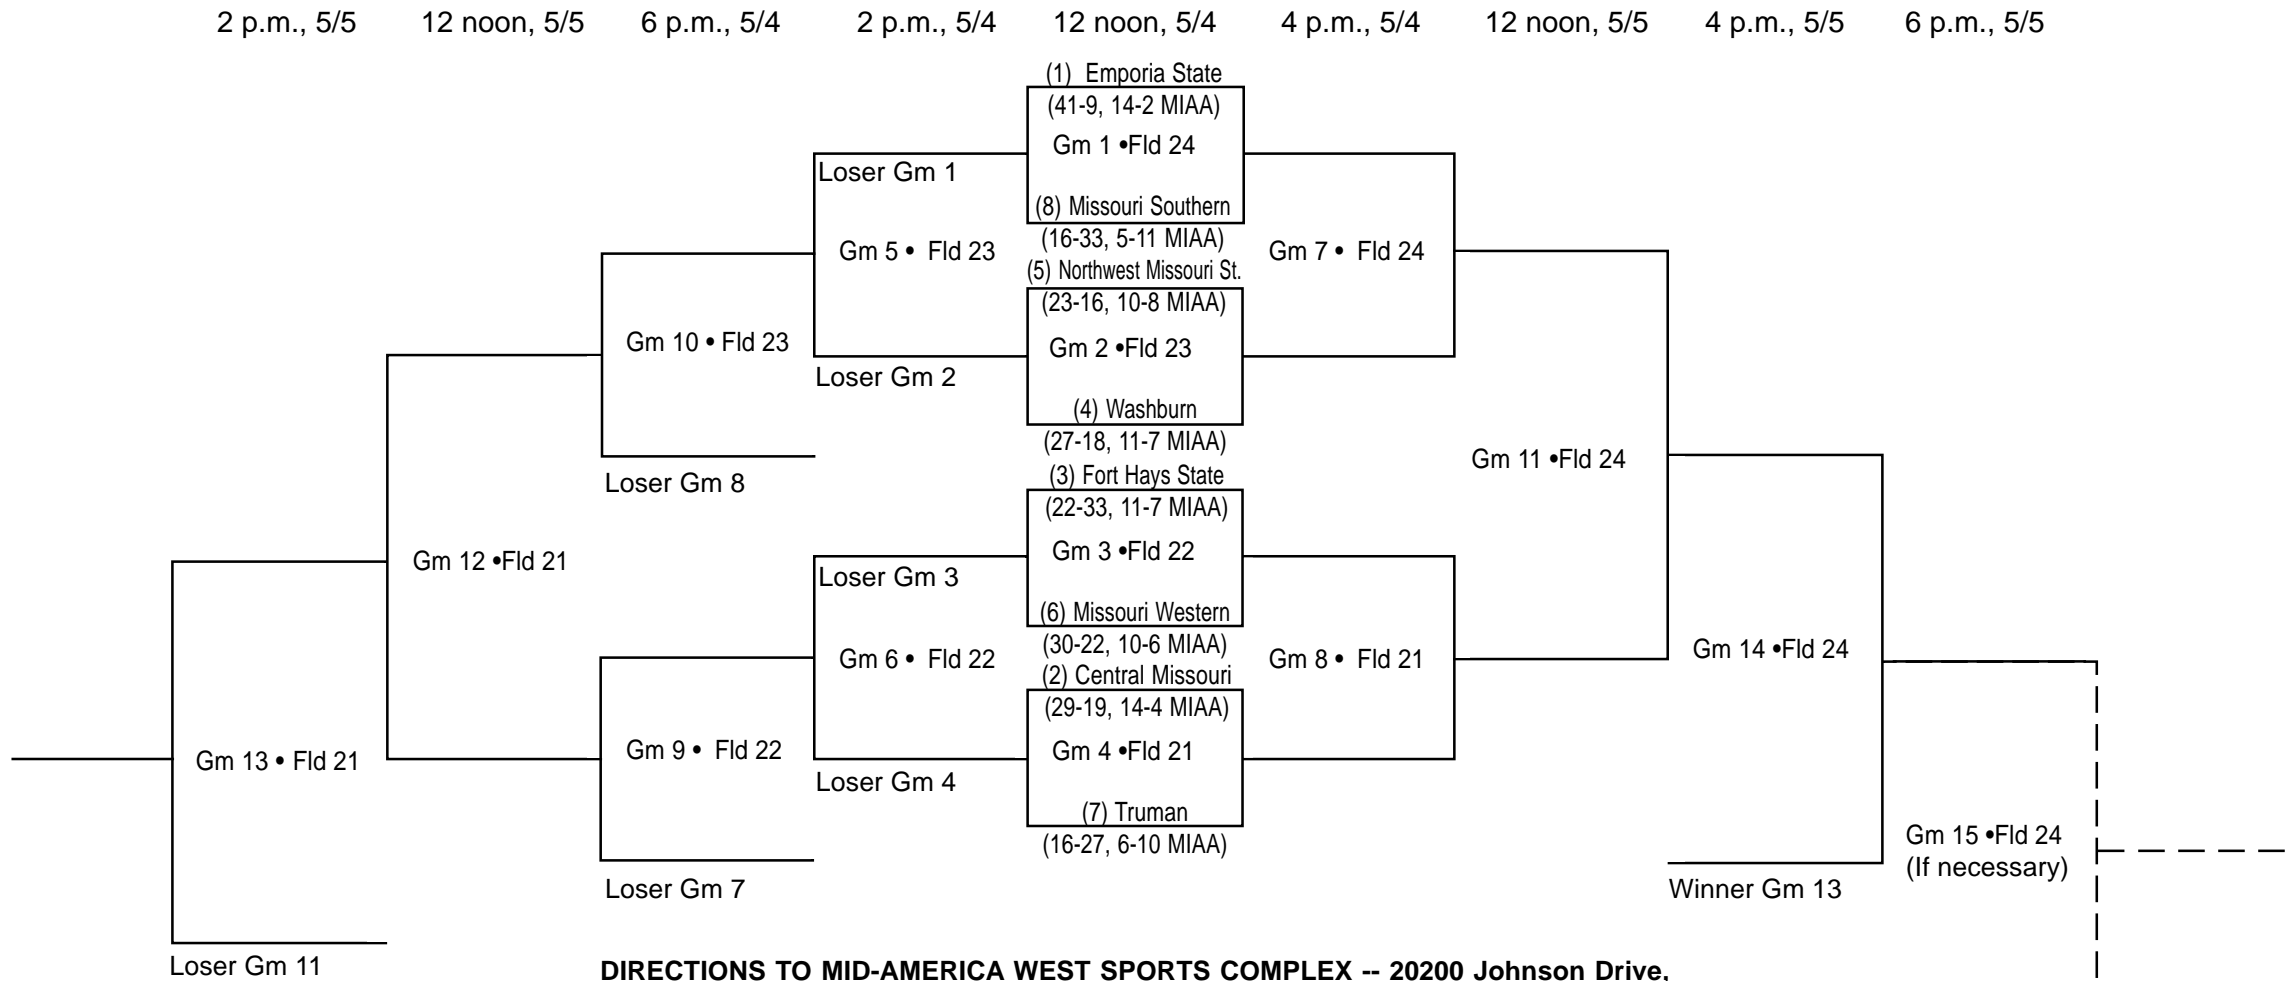 2 p.m., 5/5 12 noon, 5/5 6 p.m., 5/4 2 p.m., 5/4 12 noon, 5/4 4 p.m., 5/4 12 noon, 5/5 4 p.m., 5/5 6 p.m., 5/5
(1) Emporia State
(41-9, 14-2 MIAA)
Gm 1 •Fld 24
Loser Gm 1
(8) Missouri Southern
(16-33, 5-11 MIAA)
Gm 5 • Fld 23
Gm 7 • Fld 24
(5) Northwest Missouri St.
(23-16, 10-8 MIAA)
Gm 10 • Fld 23
Gm 2 •Fld 23
Loser Gm 2
(4) Washburn
(27-18, 11-7 MIAA)
Gm 11 •Fld 24
(3) Fort Hays State
Loser Gm 8
(22-33, 11-7 MIAA)
Gm 12 •Fld 21
Gm 3 •Fld 22
Loser Gm 3
(6) Missouri Western
(30-22, 10-6 MIAA)
Gm 6 • Fld 22
Gm 8 • Fld 21
Gm 14 •Fld 24
(2) Central Missouri
(29-19, 14-4 MIAA)
Gm 13 • Fld 21
Gm 9 • Fld 22
Gm 4 •Fld 21
Loser Gm 4
(7) Truman
(16-27, 6-10 MIAA)
Gm 15 •Fld 24
(If necessary)
Loser Gm 7
Winner Gm 13
Loser Gm 11
DIRECTIONS TO MID-AMERICA WEST SPORTS COMPLEX -- 20200 Johnson Drive,